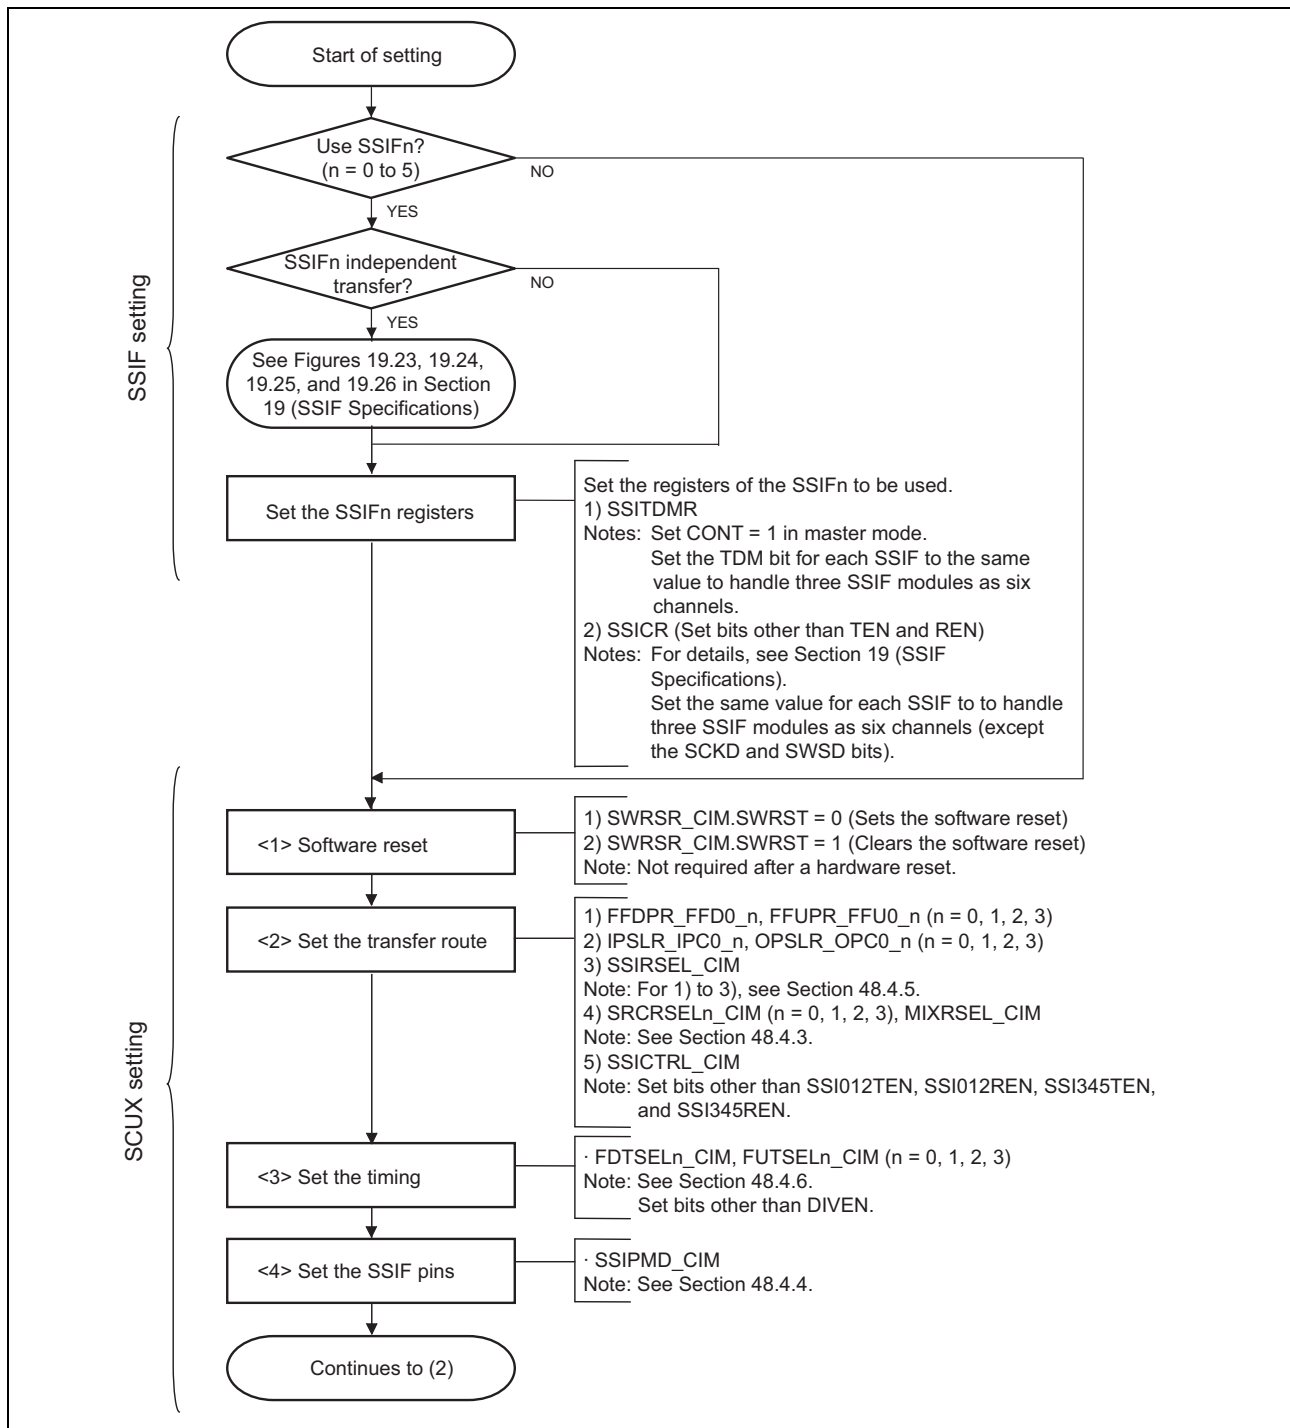 Start of setting
Use SSIFn?
(n = 0 to 5)
NO
YES
SSIFn independent
transfer?
NO
YES
See Figures 19.23, 19.24,
19.25, and 19.26 in Section
19 (SSIF Specifications)
SSIF setting
Set the SSIFn registers
Set the registers of the SSIFn to be used.
1) SSITDMR
Notes: Set CONT = 1 in master mode.
Set the TDM bit for each SSIF to the same
value to handle three SSIF modules as six
channels.
2) SSICR (Set bits other than TEN and REN)
Notes: For details, see Section 19 (SSIF
Specifications).
Set the same value for each SSIF to to handle
three SSIF modules as six channels (except
the SCKD and SWSD bits).
SCUX setting
<1> Software reset
1) SWRSR_CIM.SWRST = 0 (Sets the software reset)
2) SWRSR_CIM.SWRST = 1 (Clears the software reset)
Note: Not required after a hardware reset.
<2> Set the transfer route
1) FFDPR_FFD0_n, FFUPR_FFU0_n (n = 0, 1, 2, 3)
2) IPSLR_IPC0_n, OPSLR_OPC0_n (n = 0, 1, 2, 3)
3) SSIRSEL_CIM
Note: For 1) to 3), see Section 48.4.5.
4) SRCRSELn_CIM (n = 0, 1, 2, 3), MIXRSEL_CIM
Note: See Section 48.4.3.
5) SSICTRL_CIM
Note: Set bits other than SSI012TEN, SSI012REN, SSI345TEN,
and SSI345REN.
<3> Set the timing
· FDTSELn_CIM, FUTSELn_CIM (n = 0, 1, 2, 3)
Note: See Section 48.4.6.
Set bits other than DIVEN.
<4> Set the SSIF pins
· SSIPMD_CIM
Note: See Section 48.4.4.
Continues to (2)